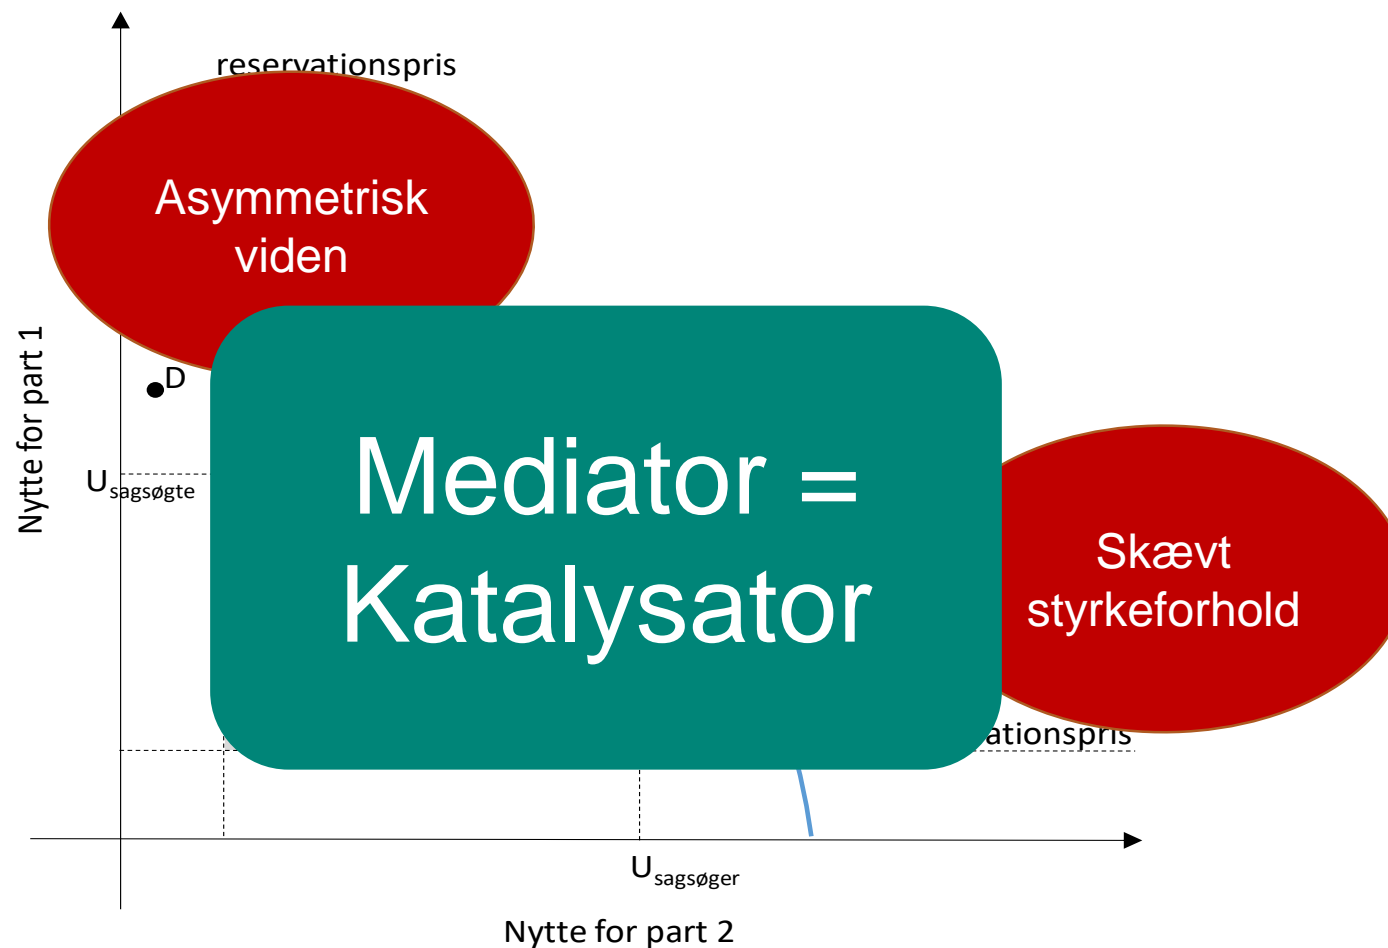 reservationspris
Asymmetrisk
viden
Nytte for part 1
D
Usagsøgte
Mediator =
Katalysator
Skævt
styrkeforhold
ationspris
Usagsøger
Nytte for part 2